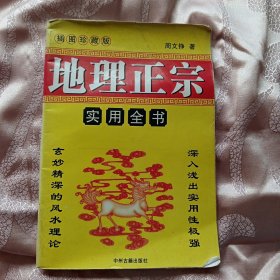 插图珍藏版
周文铮 著
地理正宗
实用全书
玄妙精深的风水理论
深入浅出实用性极强
中州古籍出版社